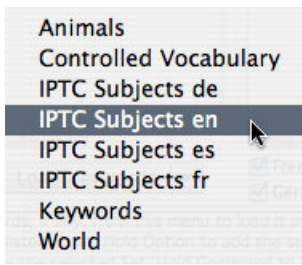 Animals
Controlled Vocabulary
IPTC Subjects de
IPTC Subjects en
IPTC Subjects es
IPTC Subjects fr
Keywords
World